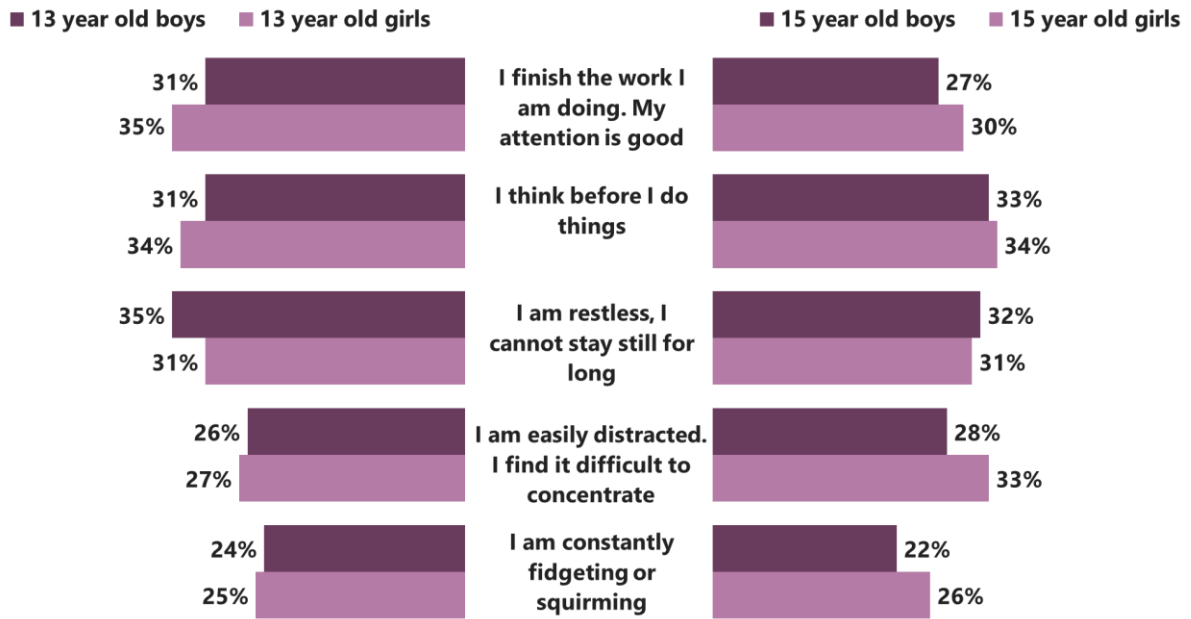 13 year old boys 13 year old girls 15 year old boys 15 year old girls
31%
35%
I finish the work I
am doing. My
attention is good
27%
30%
31%
34%
I think before I do
things
33%
34%
35%
31%
I am restless, I
cannot stay still for
long
32%
31%
26%
27%
I am easily distracted.
I find it difficult to
concentrate
28%
33%
24%
25%
I am constantly
fidgeting or
squirming
22%
26%